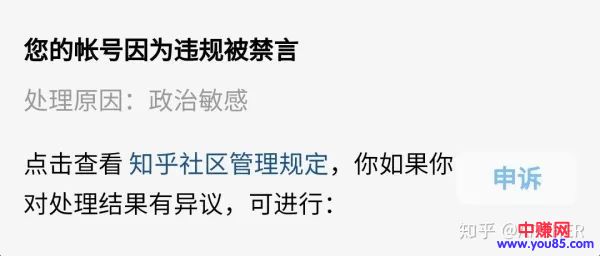 您的帐号因为违规被禁言
处理原因：政治敏感
点击查看 知乎社区管理规定，你如果你
对处理结果有异议，可进行：
申诉
知乎
中赚网
www.you85.com